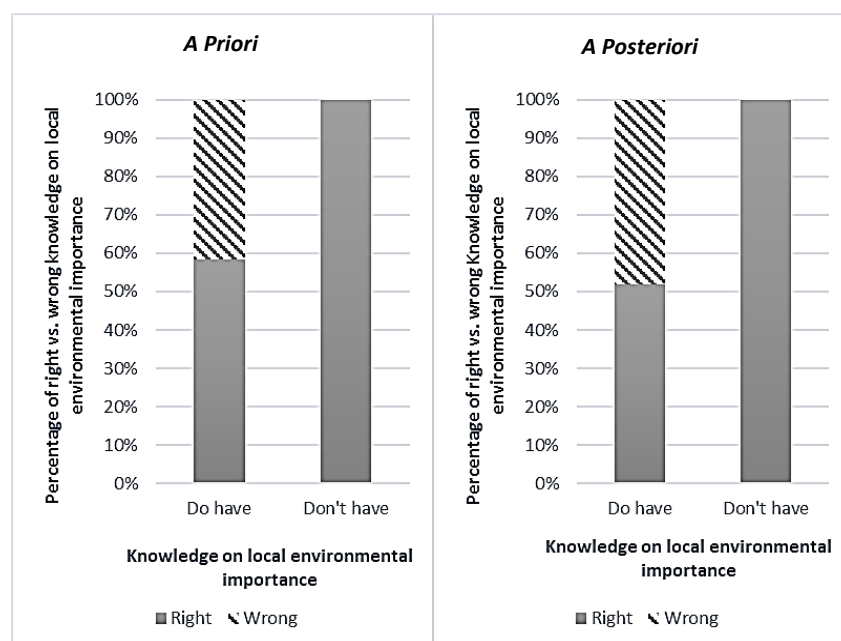 A Priori
Percentage of right vs. wrong knowledge on local
environmental importance
100%
90%
80%
70%
60%
50%
40%
30%
20%
10%
0%
Do have
Don't have
Knowledge on local environmental
importance
Right
Wrong
A Posteriori
Percentage of right vs. wrong Knowledge on local
environmental importance
100%
90%
80%
70%
60%
50%
40%
30%
20%
10%
0%
Do have
Don't have
Knowledge on local environmental
importance
Right
Wrong